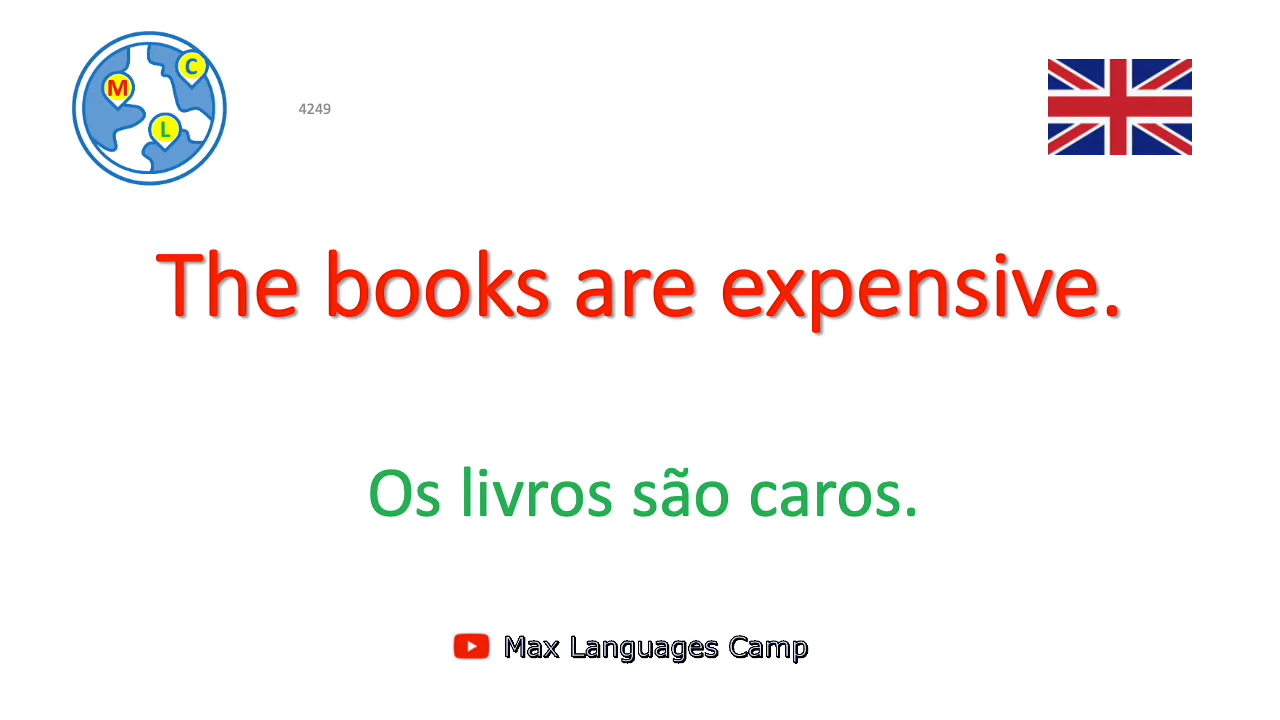 M
C
L
4249
The books are expensive.
Os livros são caros.
Max Languages Camp